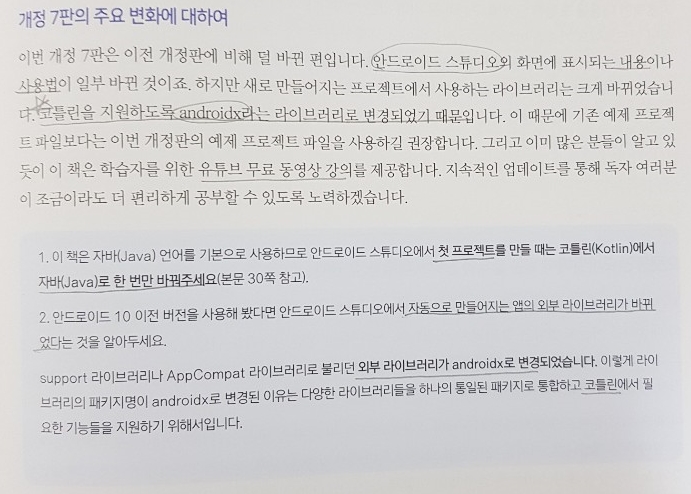 개정 7판의 주요 변화에 대하여
이번 개정 7판은 이전 개정판에 비해 덜 바뀐 편입니다. 안드로이드 스튜디오의 화면에 표시되는 내용이나
사용법이 일부 바뀐 것이죠. 하지만 새로 만들어지는 프로젝트에서 사용하는 라이브러리는 크게 바뀌었습니
다. 코틀린을 지원하도록 androidx라는 라이브러리로 변경되었기 때문입니다. 이 때문에 기존 예제 프로젝
트 파일보다는 이번 개정판의 예제 프로젝트 파일을 사용하길 권장합니다. 그리고 이미 많은 분들이 알고 있
듯이 이 책은 학습자를 위한 유튜브 무료 동영상 강의를 제공합니다. 지속적인 업데이트를 통해 독자 여러분
이 조금이라도 더 편리하게 공부할 수 있도록 노력하겠습니다.
1. 이 책은 자바(Java) 언어를 기본으로 사용하므로 안드로이드 스튜디오에서 첫 프로젝트를 만들 때는 코틀린(Kotlin)에서
자바(Java)로 한 번만 바꿔주세요(본문 30쪽 참고).
2. 안드로이드 10 이전 버전을 사용해 봤다면 안드로이드 스튜디오에서 자동으로 만들어지는 앱의 외부 라이브러리가 바뀌
었다는 것을 알아두세요.
support 라이브러리나 AppCompat 라이브러리로 불리던 외부 라이브러리가 androidx로 변경되었습니다. 이렇게 라이
브러리의 패키지명이 androidx로 변경된 이유는 다양한 라이브러리들을 하나의 통일된 패키지로 통합하고 코틀린에서 필
요한 기능들을 지원하기 위해서입니다.